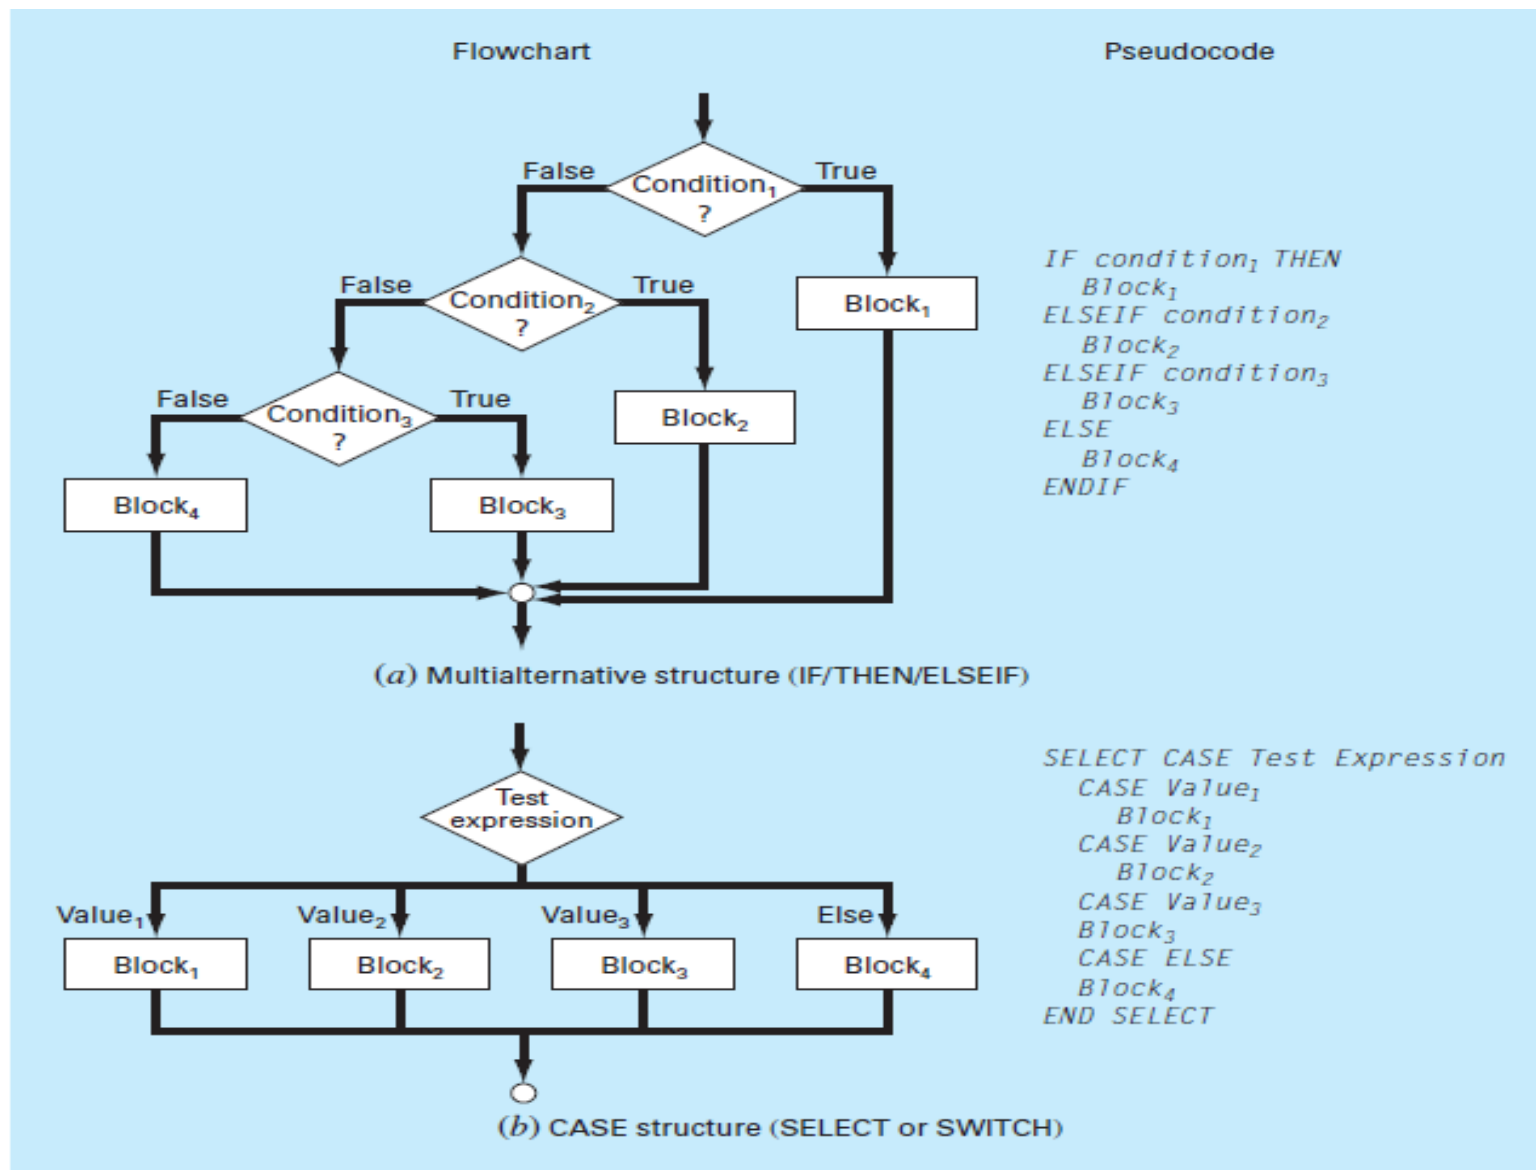 Flowchart
Pseudocode
False
Condition₁
?
True
False
Condition₂
?
True
Block₁
False
Condition₃
?
True
Block₂
Block₄
Block₃
IF condition₁ THEN
Block₁
ELSEIF condition₂
Block₂
ELSEIF condition₃
Block₃
ELSE
Block₄
ENDIF
(a) Multialternative structure (IF/THEN/ELSEIF)
Test
expression
Value₁
Value₂
Value₃
Else
Block₁
Block₂
Block₃
Block₄
SELECT CASE Test Expression
CASE Value₁
Block₁
CASE Value₂
Block₂
CASE Value₃
Block₃
CASE ELSE
Block₄
END SELECT
(b) CASE structure (SELECT or SWITCH)